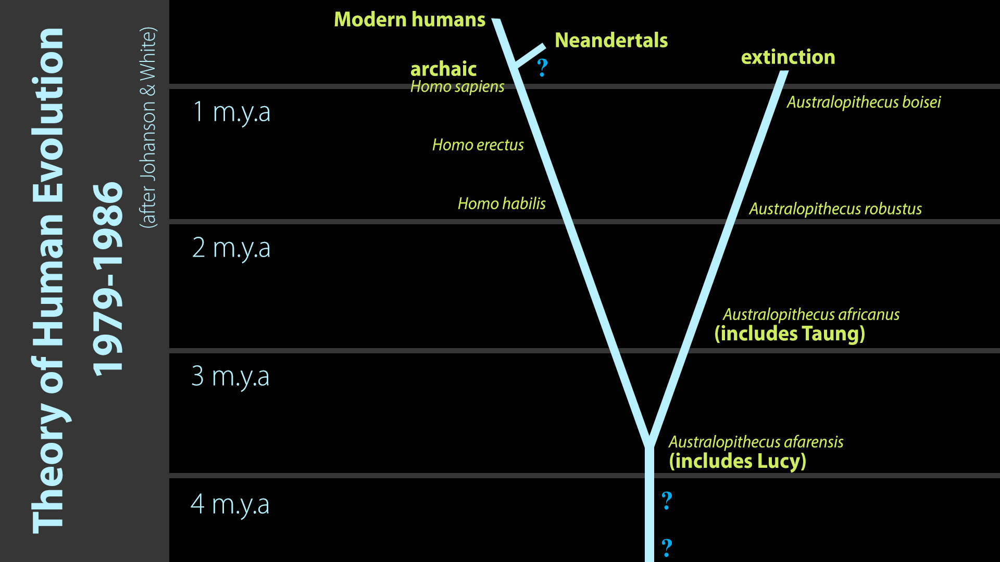 Theory of Human Evolution
1979-1986
(after Johanson & White)
Modern humans
Neandertals
extinction
archaic
?
Homo sapiens
Australopithecus boisei
1 m.y.a
Homo erectus
Homo habilis
Australopithecus robustus
2 m.y.a
Australopithecus africanus
(includes Taung)
3 m.y.a
Australopithecus afarensis
(includes Lucy)
4 m.y.a
?
?